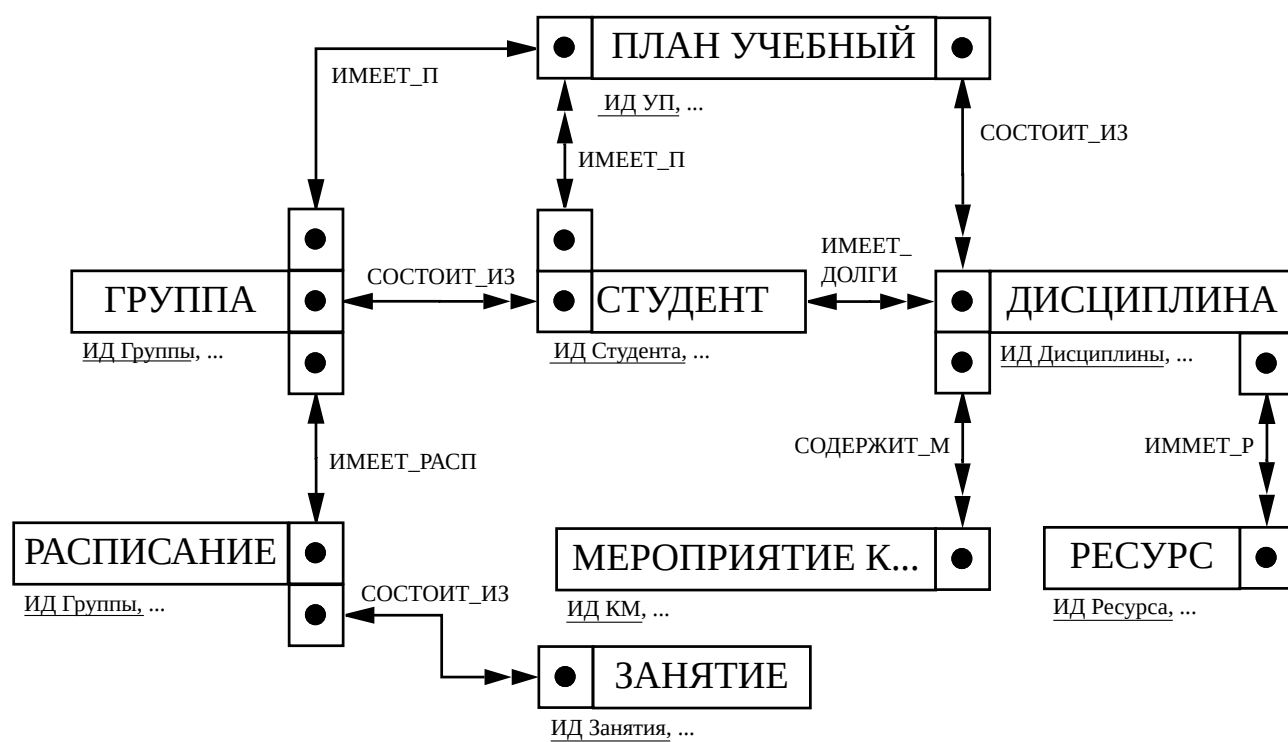 ПЛАН УЧЕБНЫЙ
ИМЕЕТ_П
ИД УП, ...
СОСТОИТ_ИЗ
ИМЕЕТ_П
ИМЕЕТ_
ДОЛГИ
СОСТОИТ_ИЗ
ГРУППА
СТУДЕНТ
ДИСЦИПЛИНА
ИД Группы, ...
ИД Студента, ...
ИД Дисциплины, ...
СОДЕРЖИТ_М
ИММЕТ_Р
ИМЕЕТ_РАСП
РАСПИСАНИЕ
МЕРОПРИЯТИЕ К...
РЕСУРС
СОСТОИТ_ИЗ
ИД Группы, ...
ИД КМ, ...
ИД Ресурса, ...
ЗАНЯТИЕ
ИД Занятия, ...